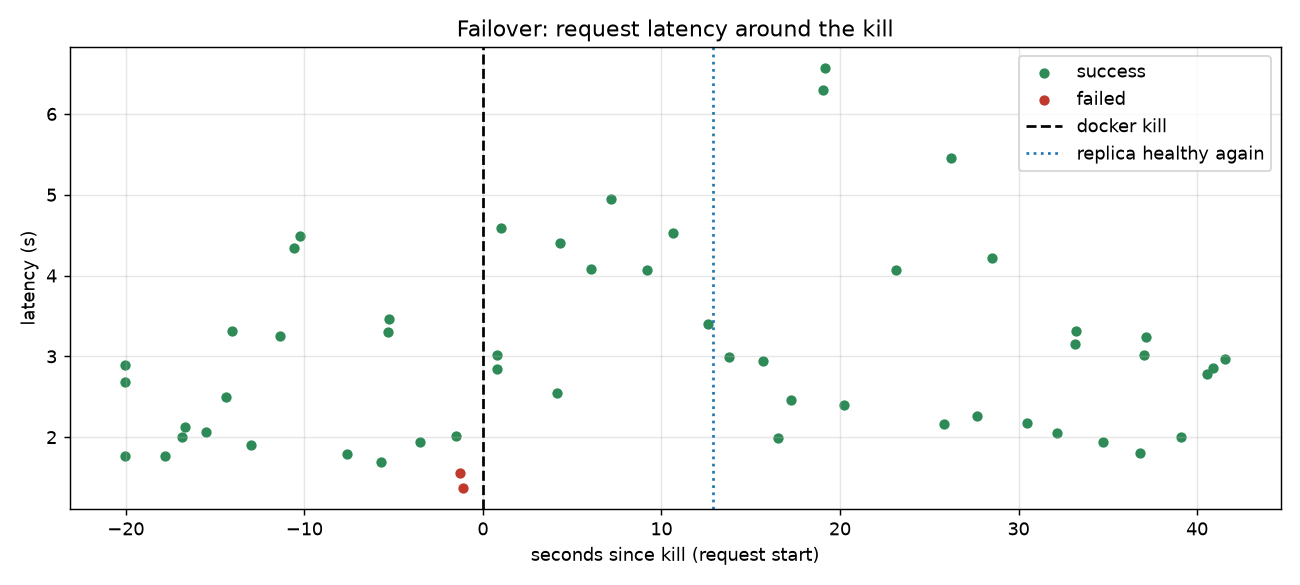 Failover: request latency around the kill
success
failed
docker kill
replica healthy again
latency (s)
6
5
4
3
2
−20
−10
0
10
20
30
40
seconds since kill (request start)